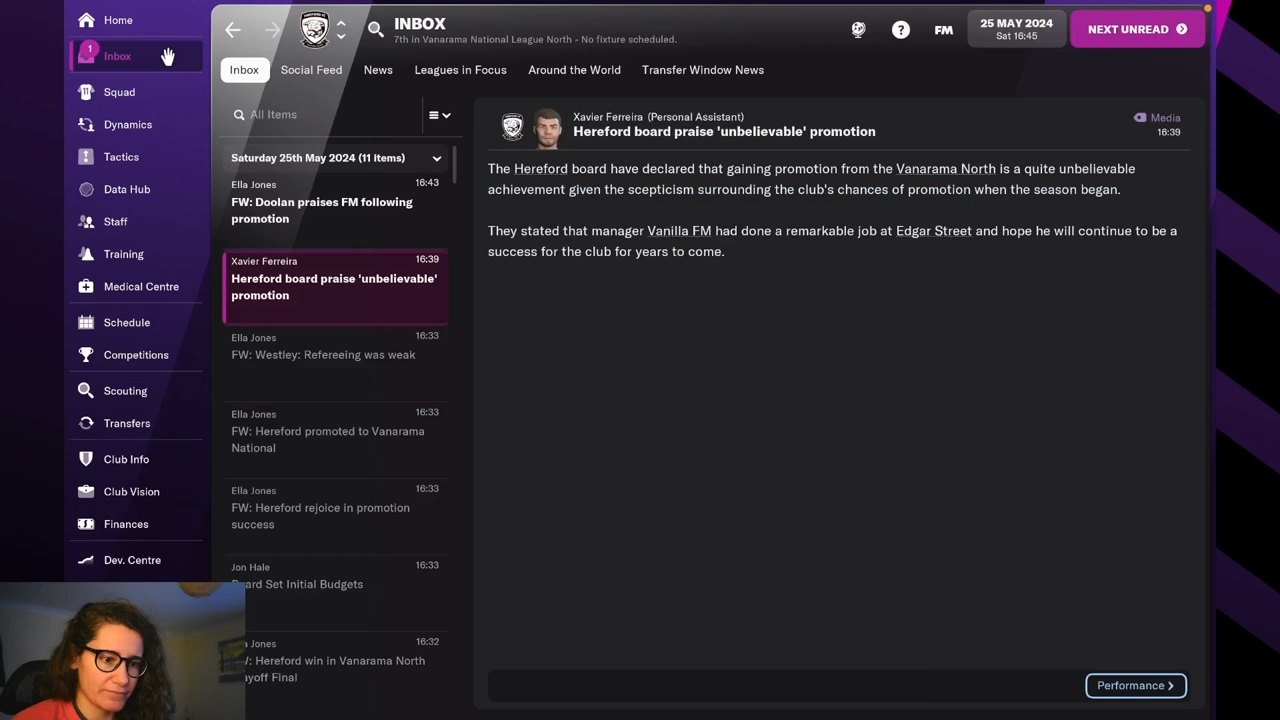 Home
1
Inbox
Squad
Dynamics
Tactics
Data Hub
Staff
Training
Medical Centre
Schedule
Competitions
Scouting
Transfers
Club Info
Club Vision
Finances
Dev. Centre
INBOX
7th in Vanarama National League North - No fixture scheduled.
FM
25 MAY 2024
Sat 16:45
NEXT UNREAD
Inbox
Social Feed
News
Leagues in Focus
Around the World
Transfer Window News
All Items
Saturday 25th May 2024 (11 items)
Ella Jones 16:43
FW: Doolan praises FM following
promotion
Xavier Ferreira 16:39
Hereford board praise 'unbelievable'
promotion
Ella Jones 16:33
FW: Westley: Refereeing was weak
Ella Jones 16:33
FW: Hereford promoted to Vanarama
National
Ella Jones 16:33
FW: Hereford rejoice in promotion
success
Jon Hale 16:33
ard Set Initial Budgets
Jones 16:32
Hereford win in Vanarama North
ayoff Final
Xavier Ferreira (Personal Assistant)
Hereford board praise 'unbelievable' promotion
Media
16:39
The Hereford board have declared that gaining promotion from the Vanarama North is a quite unbelievable
achievement given the scepticism surrounding the club's chances of promotion when the season began.
They stated that manager Vanilla FM had done a remarkable job at Edgar Street and hope he will continue to be a
success for the club for years to come.
Performance >